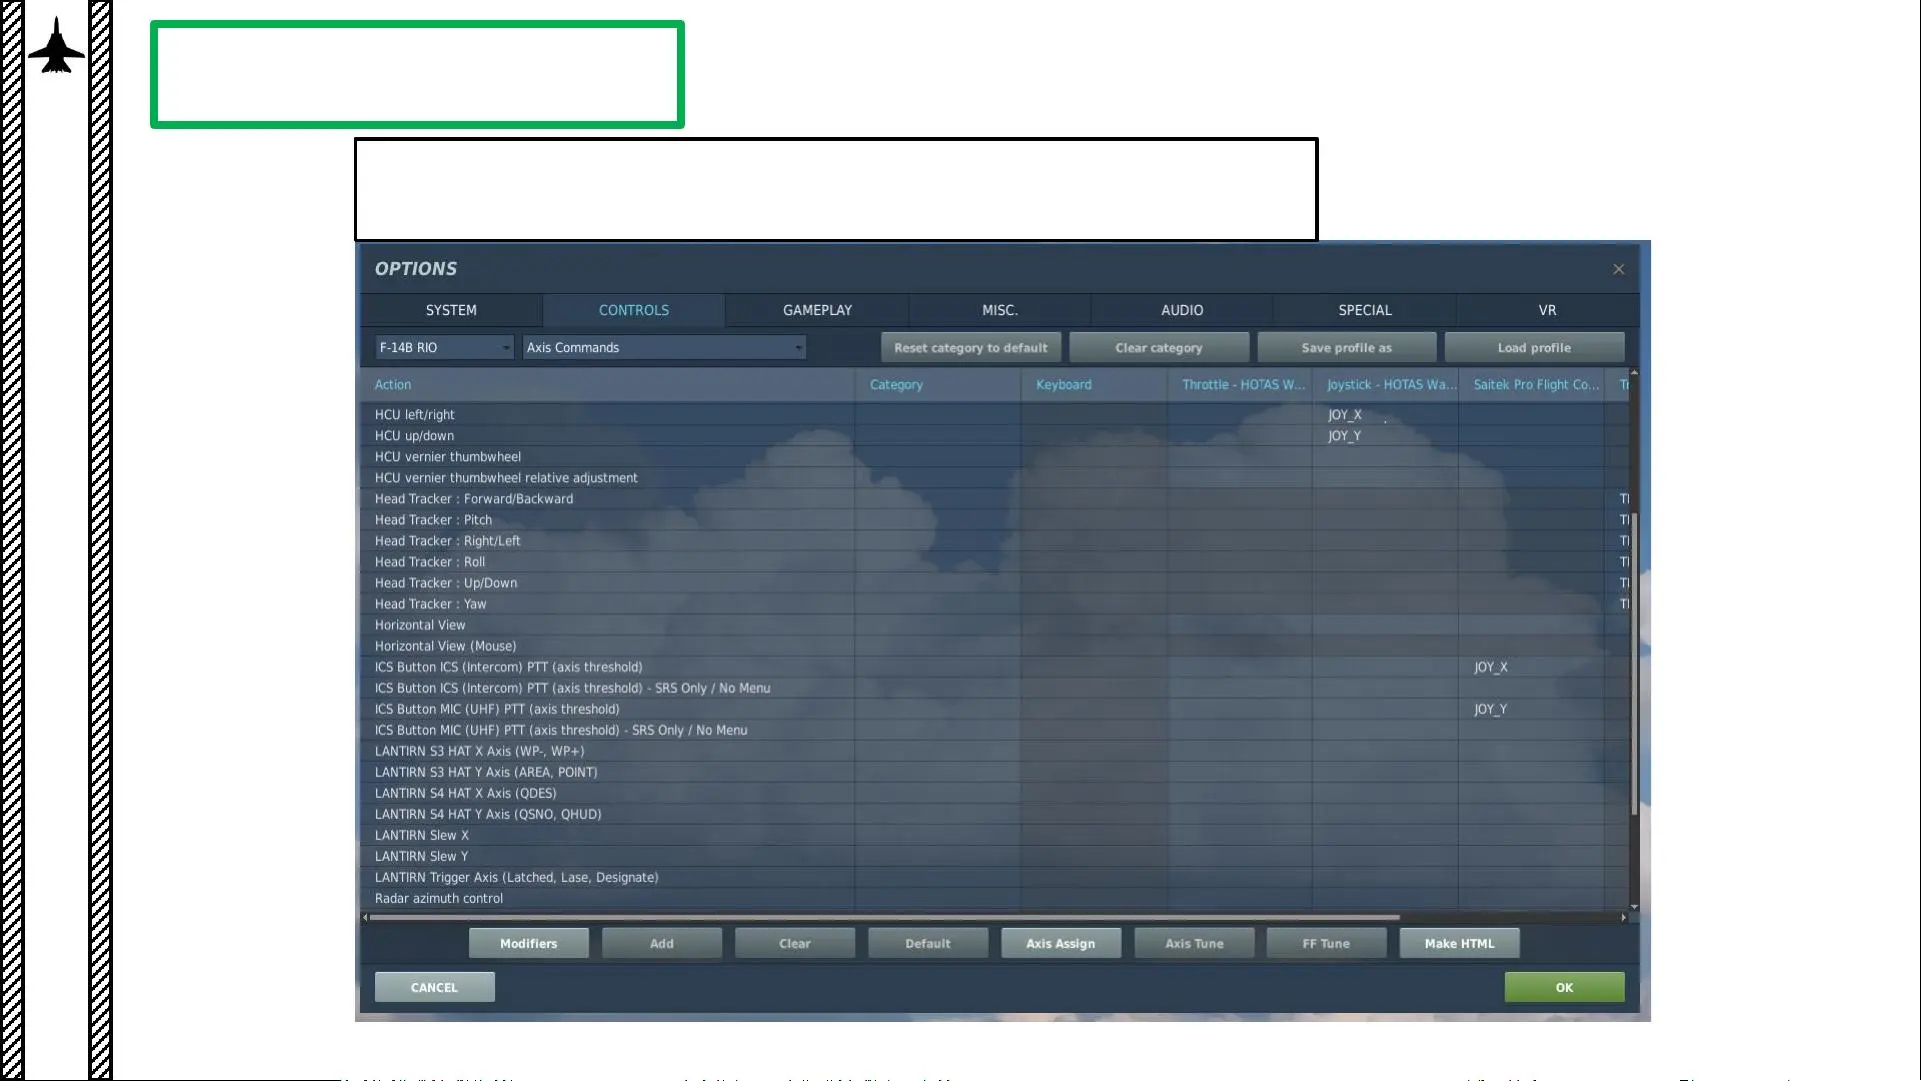 OPTIONS
SYSTEM CONTROLS GAMEPLAY MISC. AUDIO SPECIAL VR
F-14B RIO Axis Commands Reset category to default Clear category Save profile as Load profile
Action Category Keyboard Throttle - HOTAS W... Joystick - HOTAS Wa... Saitek Pro Flight Co...
HCU left/right JOY_X
HCU up/down JOY_Y
HCU vernier thumbwheel
HCU vernier thumbwheel relative adjustment
Head Tracker : Forward/Backward
Head Tracker : Pitch
Head Tracker : Right/Left
Head Tracker : Roll
Head Tracker : Up/Down
Head Tracker : Yaw
Horizontal View
Horizontal View (Mouse)
ICS Button ICS (Intercom) PTT (axis threshold) JOY_X
ICS Button ICS (Intercom) PTT (axis threshold) - SRS Only / No Menu
ICS Button MIC (UHF) PTT (axis threshold) JOY_Y
ICS Button MIC (UHF) PTT (axis threshold) - SRS Only / No Menu
LANTIRN S3 HAT X Axis (WP-, WP+)
LANTIRN S3 HAT Y Axis (AREA, POINT)
LANTIRN S4 HAT X Axis (QDES)
LANTIRN S4 HAT Y Axis (QSNO, QHUD)
LANTIRN Slew X
LANTIRN Slew Y
LANTIRN Trigger Axis (Latched, Lase, Designate)
Radar azimuth control
Modifiers Add Clear Default Axis Assign Axis Tune FF Tune Make HTML
CANCEL OK